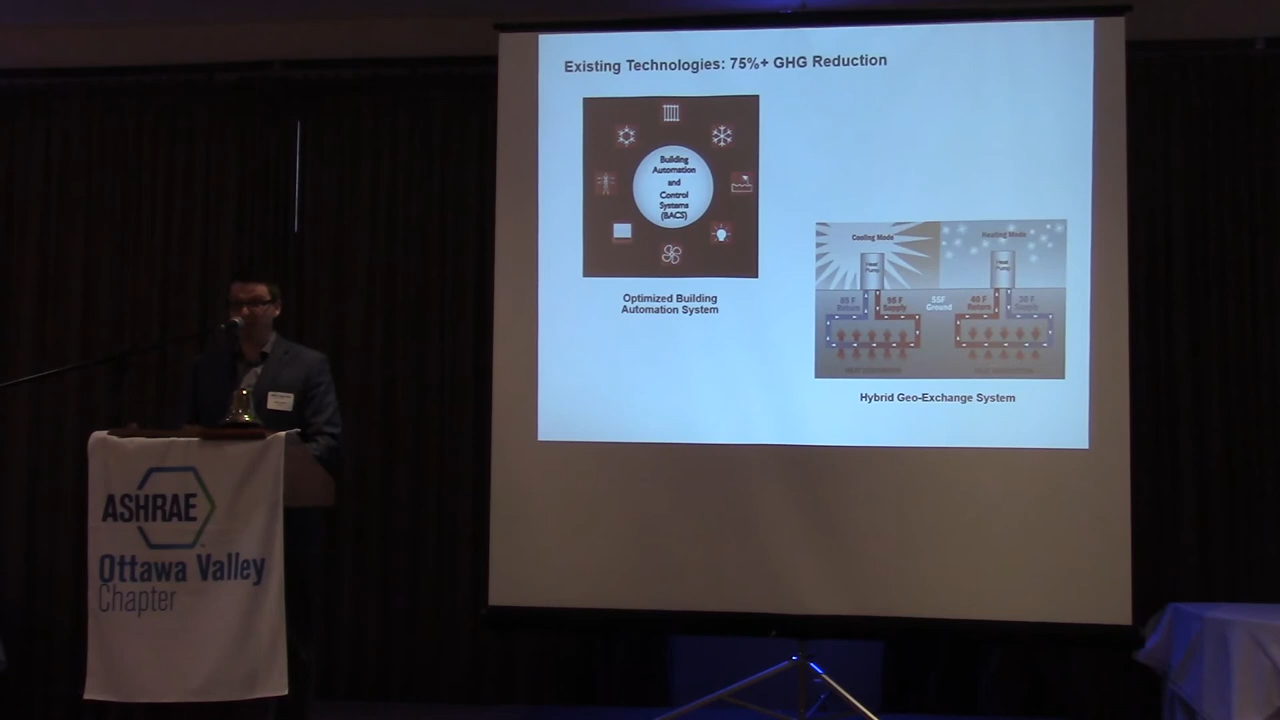 Existing Technologies: 75%+ GHG Reduction
Building
Automation
and
Control
Systems
(BACS)
Optimized Building
Automation System
Cooling Mode
Heating Mode
Heat
Pump
Heat
Pump
85 F
Return
95 F
Supply
55F
Ground
40 F
Return
Supply
Hybrid Geo-Exchange System
ASHRAE
Ottawa Valley
Chapter